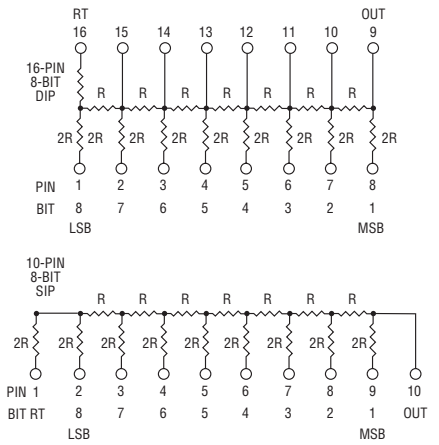 RT OUT
16 15 14 13 12 11 10 9
16-PIN
8-BIT
DIP
R R R R R R R
2R 2R 2R 2R 2R 2R 2R 2R 2R
PIN 1 2 3 4 5 6 7 8
BIT 8 7 6 5 4 3 2 1
LSB MSB
10-PIN
8-BIT
SIP
R R R R R R R
2R 2R 2R 2R 2R 2R 2R 2R 2R
PIN 1 2 3 4 5 6 7 8 9 10
BIT RT 8 7 6 5 4 3 2 1 OUT
LSB MSB